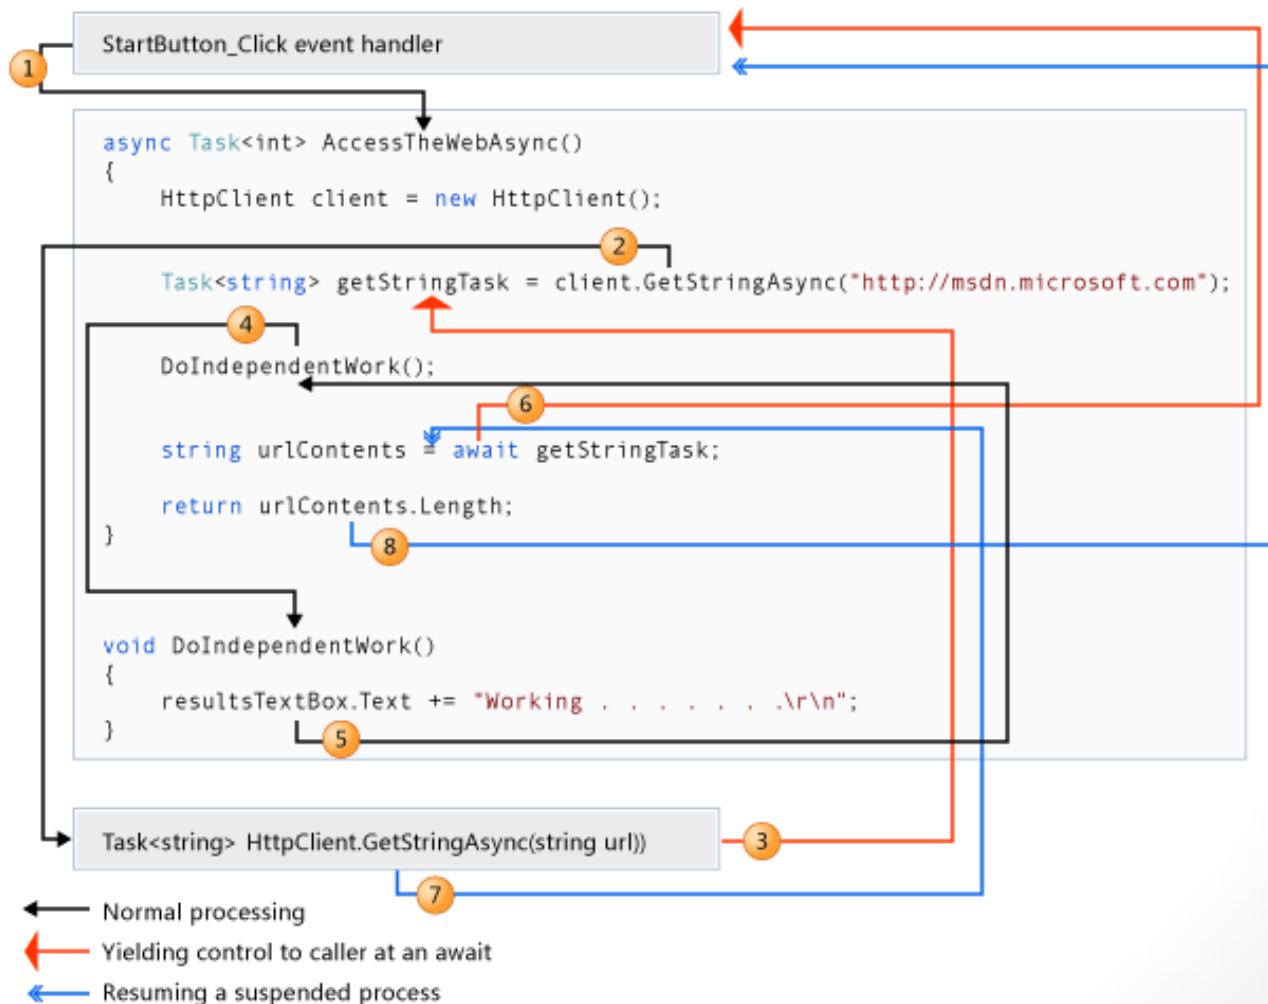 StartButton_Click event handler
1
async Task<int> AccessTheWebAsync()
{
HttpClient client = new HttpClient();
2
Task<string> getStringTask = client.GetStringAsync("http://msdn.microsoft.com");
4
DoIndependentWork();
6
string urlContents = await getStringTask;
return urlContents.Length;
}
8
void DoIndependentWork()
{
resultsTextBox.Text += "Working . . . . . . .\r\n";
}
5
Task<string> HttpClient.GetStringAsync(string url))
3
7
Normal processing
Yielding control to caller at an await
Resuming a suspended process